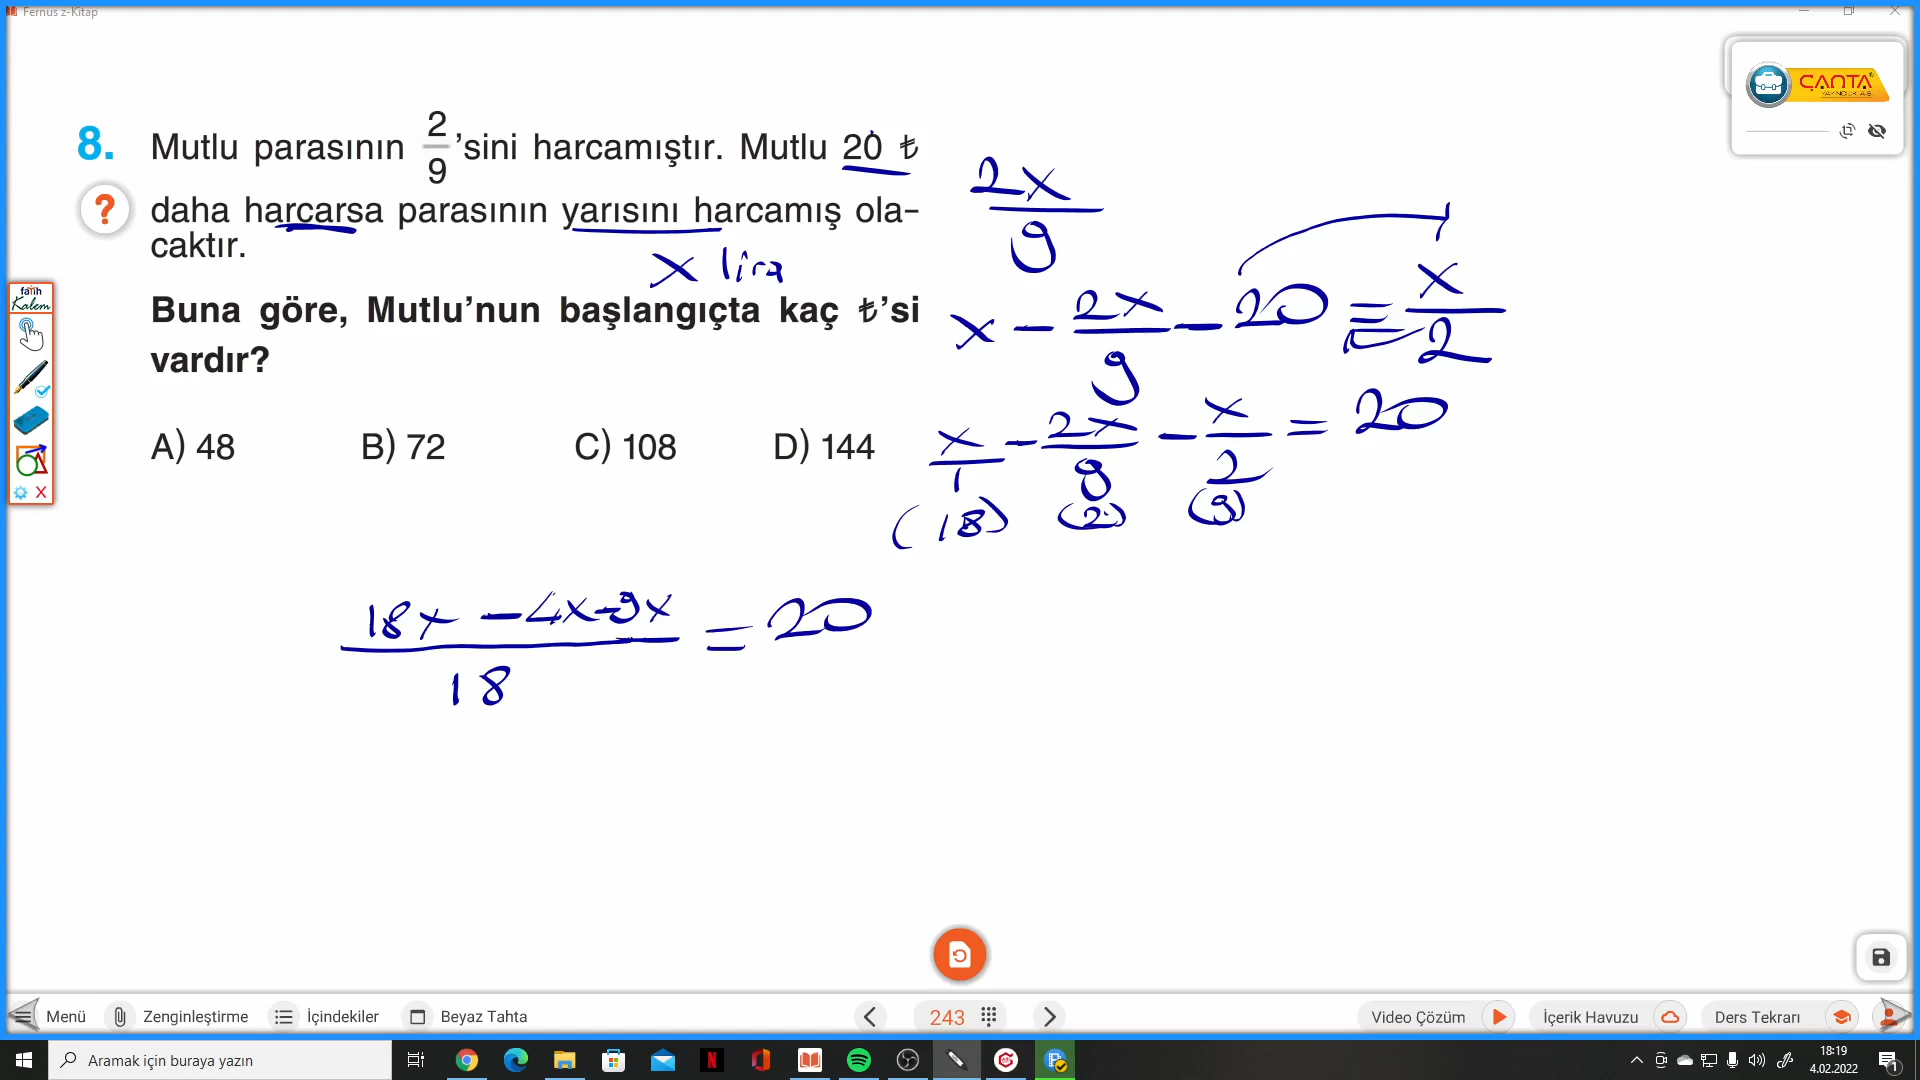 Fernus z-Kitap
ÇANTA
YAYINCILIK A.Ş.
8. Mutlu parasının 2/9 'sini harcamıştır. Mutlu 20 ₺
daha harcarsa parasının yarısını harcamış ola-
caktır.
x lira
Buna göre, Mutlu'nun başlangıçta kaç ₺'si
vardır?
A) 48 B) 72 C) 108 D) 144
2x/9
x - 2x/9 - 20 = x/2
x/1 - 2x/9 - x/2 = 20
(18) (2) (9)
18x - 4x - 9x / 18 = 20
fatih
Kalem
Menü Zenginleştirme İçindekiler Beyaz Tahta 243 Video Çözüm İçerik Havuzu Ders Tekrarı
Aramak için buraya yazın
18:19
4.02.2022
1